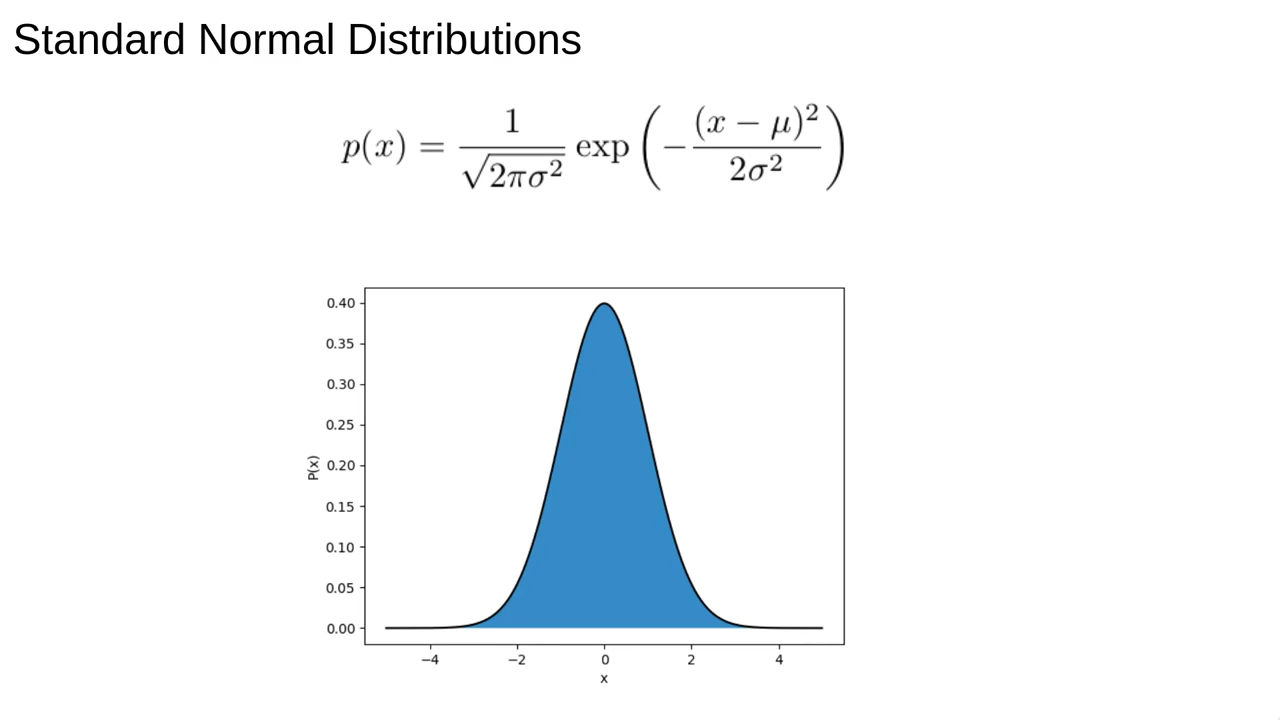 Standard Normal Distributions
p(x) = 1/√(2πσ²) exp(−(x − μ)²/2σ²)
0.40
0.35
0.30
0.25
0.20
0.15
0.10
0.05
0.00
P(x)
−4 −2 0 2 4
x